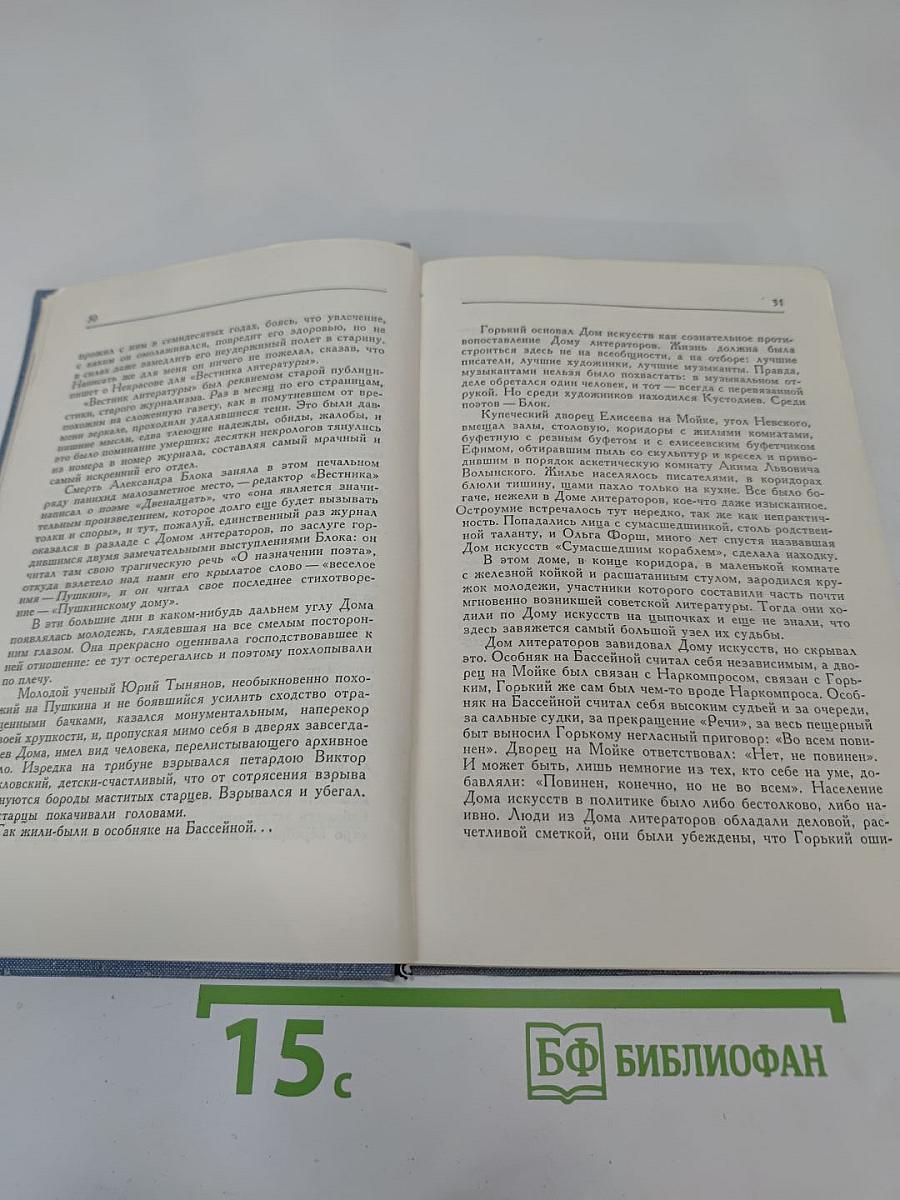 50
прожил с ним в семидесятых годах, боясь, что увлечение,
с каким он омолаживался, повредит его здоровью, но не
в силах даже замедлить его неудержимый полет в старину.
Написать же для меня он ничего не пожелал, сказав, что
пишет о Некрасове для «Вестника литературы».
«Вестник литературы» был реквиемом старой публици-
стики, старого журнализма. Раз в месяц по его страницам,
похожим на сложенную газету, как в помутневшем от вре-
мени зеркале, проходили удалявшиеся тени. Это были дав-
нишние мысли, едва тлеющие надежды, обиды, жалобы, и
это было поминание умерших; десятки некрологов тянулись
из номера в номер журнала, составляя самый мрачный и
самый искренний его отдел.
Смерть Александра Блока заняла в этом печальном
ряду панихид малозаметное место, — редактор «Вестника»
написал о поэме «Двенадцать», что «она является значи-
тельным произведением, которое долго еще будет вызывать
толки и споры», и тут, пожалуй, единственный раз журнал
оказался в разладе с Домом литераторов, по заслуге гор-
дившимся двумя замечательными выступлениями Блока: он
читал там свою трагическую речь «О назначении поэта»,
откуда взлетело над нами его крылатое слово — «веселое
имя — Пушкин», и он читал свое последнее стихотворе-
ние — «Пушкинскому дому».
В эти большие дни в каком-нибудь дальнем углу Дома
появлялась молодежь, глядевшая на все смелым посторон-
ним глазом. Она прекрасно оценивала господствовавшее к
ней отношение: ее тут остерегались и поэтому похлопывали
по плечу.
Молодой ученый Юрий Тынянов, необыкновенно похо-
жий на Пушкина и не боявшийся усилить сходство отра-
щенными бачками, казался монументальным, наперекор
воей хрупкости, и, пропуская мимо себя в дверях завсегда-
ев Дома, имел вид человека, перелистывающего архивное
ло. Изредка на трибуне взрывался петардою Виктор
кловский, детски-счастливый, что от сотрясения взрыва
нуются бороды маститых старцев. Взрывался и убегал.
старцы покачивали головами.
Так жили-были в особняке на Бассейной...
51
Горький основал Дом искусств как сознательное проти-
вопоставление Дому литераторов. Жизнь должна была
строиться здесь не на всеобщности, а на отборе: лучшие
писатели, лучшие художники, лучшие музыканты. Правда,
музыкантами нельзя было похвастать: в музыкальном от-
деле обретался один человек, и тот — всегда с перевязанной
рукой. Но среди художников находился Кустодиев. Среди
поэтов — Блок.
Купеческий дворец Елисеева на Мойке, угол Невского,
вмещал залы, столовую, коридоры с жилыми комнатами,
буфетную с резным буфетом и с елисеевским буфетчиком
Ефимом, обтиравшим пыль со скульптур и кресел и приво-
дившим в порядок аскетическую комнату Акима Львовича
Волынского. Жилье населялось писателями, в коридорах
блюли тишину, щами пахло только на кухне. Все было бо-
гаче, нежели в Доме литераторов, кое-что даже изысканное.
Остроумие встречалось тут нередко, так же как непрактич-
ность. Попадались лица с сумасшедшинкой, столь родствен-
ной таланту, и Ольга Форш, много лет спустя назвавшая
Дом искусств «Сумасшедшим кораблем», сделала находку.
В этом доме, в конце коридора, в маленькой комнате
с железной койкой и расшатанным стулом, зародился кру-
жок молодежи, участники которого составили часть почти
мгновенно возникшей советской литературы. Тогда они хо-
дили по Дому искусств на цыпочках и еще не знали, что
здесь завяжется самый большой узел их судьбы.
Дом литераторов завидовал Дому искусств, но скрывал
это. Особняк на Бассейной считал себя независимым, а дво-
рец на Мойке был связан с Наркомпросом, связан с Горь-
ким, Горький же сам был чем-то вроде Наркомпроса. Особ-
няк на Бассейной считал себя высоким судьей и за очереди,
за сальные судки, за прекращение «Речи», за весь пещерный
быт выносил Горькому негласный приговор: «Во всем пови-
нен». Дворец на Мойке ответствовал: «Нет, не повинен».
И может быть, лишь немногие из тех, кто себе на уме, до-
бавляли: «Повинен, конечно, но не во всем». Население
Дома искусств в политике было либо бестолково, либо на-
ивно. Люди из Дома литераторов обладали деловой, рас-
четливой сметкой, они были убеждены, что Горький оши-
15 с
БФ БИБЛИОФАН